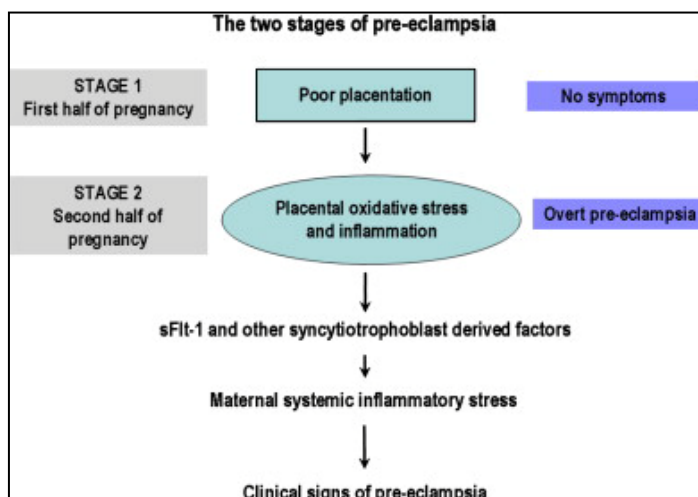 The two stages of pre-eclampsia
STAGE 1
First half of pregnancy
Poor placentation
No symptoms
STAGE 2
Second half of
pregnancy
Placental oxidative stress
and inflammation
Overt pre-eclampsia
sFlt-1 and other syncytiotrophoblast derived factors
Maternal systemic inflammatory stress
Clinical signs of pre-eclampsia